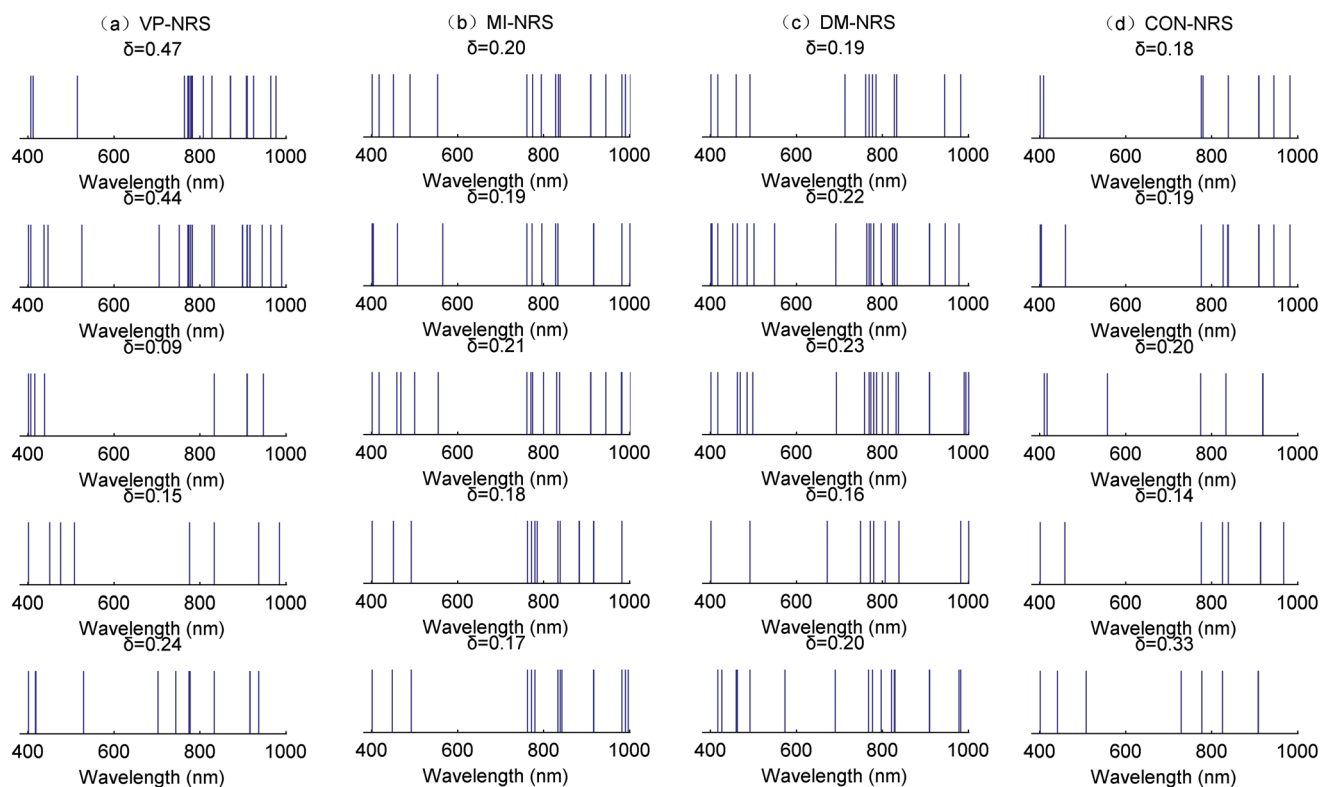 （a）VP-NRS （b）MI-NRS （c）DM-NRS （d）CON-NRS
δ=0.47 δ=0.20 δ=0.19 δ=0.18
400 600 800 1000 400 600 800 1000 400 600 800 1000 400 600 800 1000
Wavelength (nm) Wavelength (nm) Wavelength (nm) Wavelength (nm)
δ=0.44 δ=0.19 δ=0.22 δ=0.19
400 600 800 1000 400 600 800 1000 400 600 800 1000 400 600 800 1000
Wavelength (nm) Wavelength (nm) Wavelength (nm) Wavelength (nm)
δ=0.09 δ=0.21 δ=0.23 δ=0.20
400 600 800 1000 400 600 800 1000 400 600 800 1000 400 600 800 1000
Wavelength (nm) Wavelength (nm) Wavelength (nm) Wavelength (nm)
δ=0.15 δ=0.18 δ=0.16 δ=0.14
400 600 800 1000 400 600 800 1000 400 600 800 1000 400 600 800 1000
Wavelength (nm) Wavelength (nm) Wavelength (nm) Wavelength (nm)
δ=0.24 δ=0.17 δ=0.20 δ=0.33
400 600 800 1000 400 600 800 1000 400 600 800 1000 400 600 800 1000
Wavelength (nm) Wavelength (nm) Wavelength (nm) Wavelength (nm)